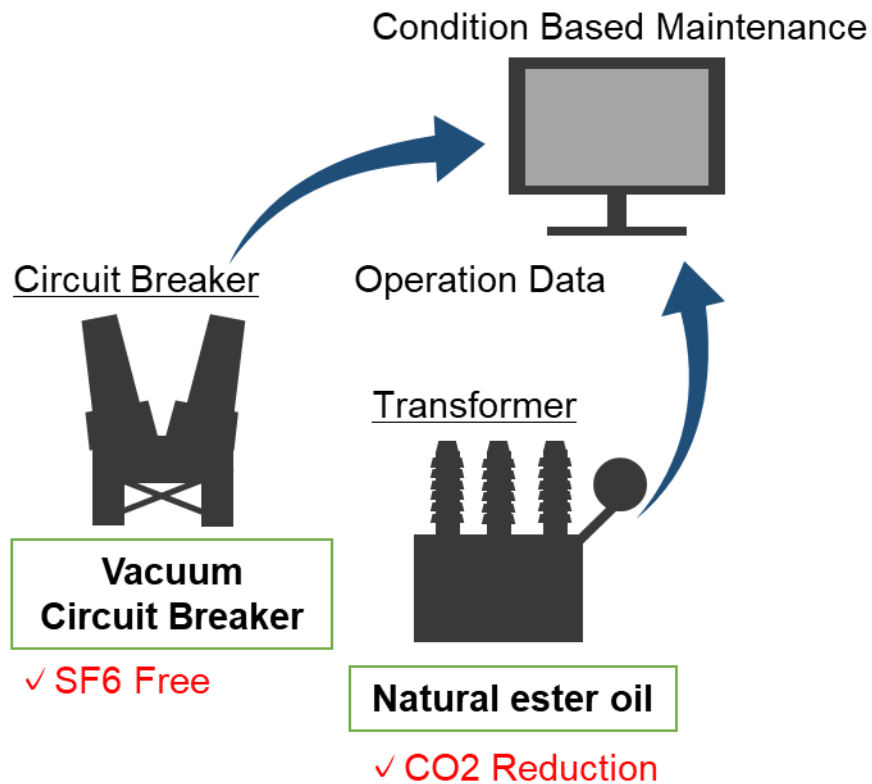 Condition Based Maintenance
Circuit Breaker
Operation Data
Transformer
Vacuum
Circuit Breaker
✓ SF6 Free
Natural ester oil
✓ CO2 Reduction